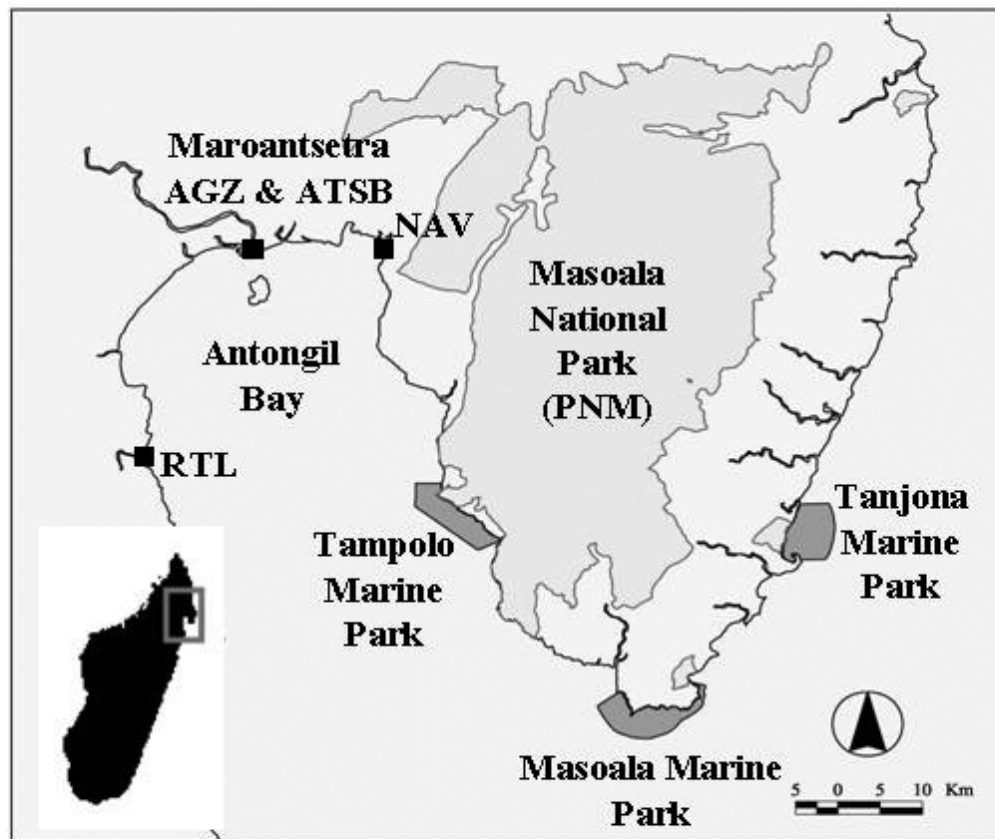 Maroantsetra
AGZ & ATSB
NAV
Masoala
National
Park
(PNM)
Antongil
Bay
RTL
Tampolo
Marine
Park
Tanjona
Marine
Park
Masoala Marine
Park
5 0 5 10 Km